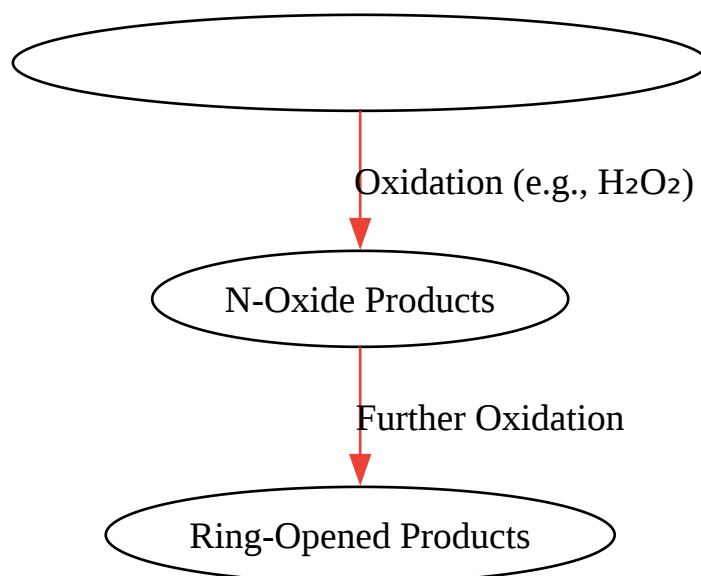 Oxidation (e.g., H₂O₂)
N-Oxide Products
Further Oxidation
Ring-Opened Products